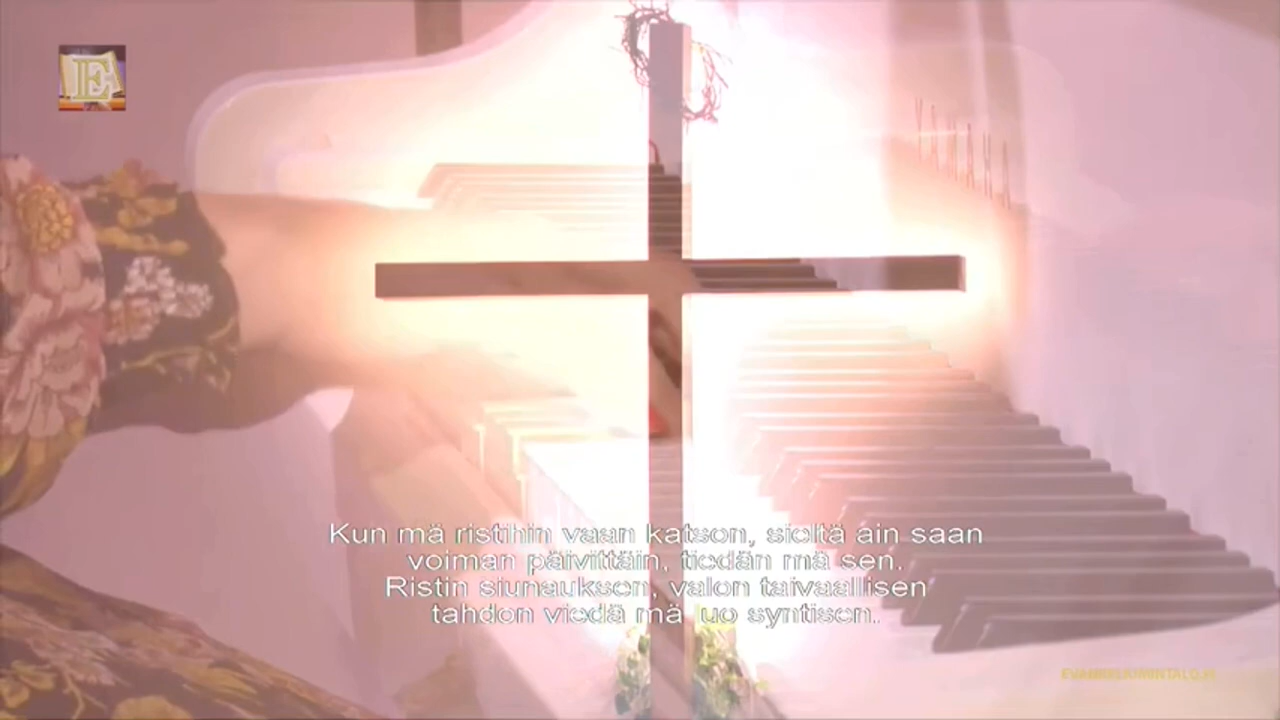 E
Kun mä ristihin vaan katson, sieltä ain saan
voiman päivittäin, tiedän mä sen.
Ristin siunauksen, valon taivaallisen
tahdon viedä mä luo syntisen.